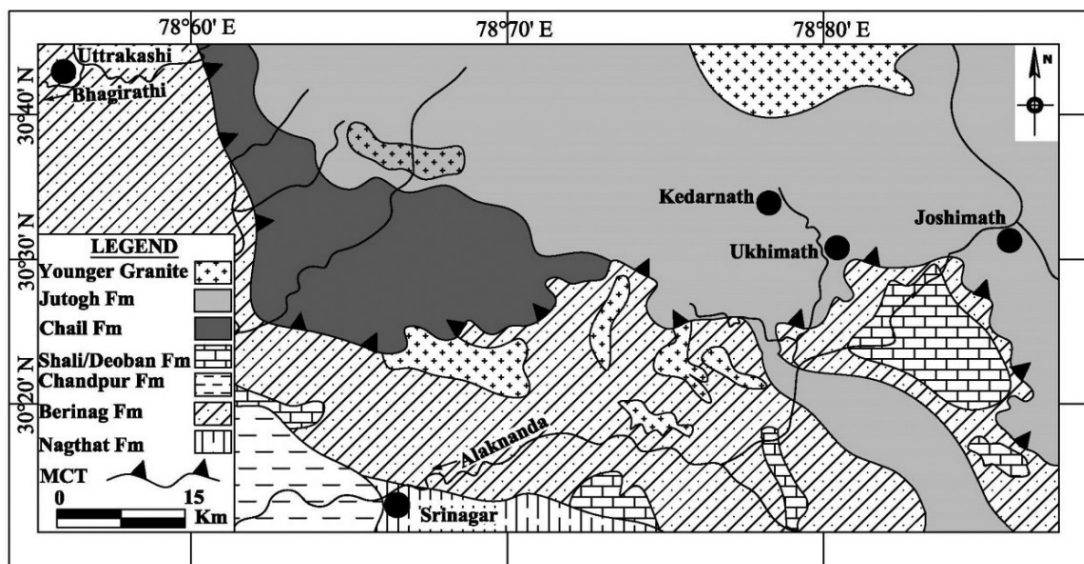 78°60' E
78°70' E
78°80' E
30°40' N
30°30' N
30°20' N
Uttrakashi
Bhagirathi
N
Kedarnath
Joshimath
Ukhimath
LEGEND
Younger Granite
Jutogh Fm
Chail Fm
Shali/Deoban Fm
Chandpur Fm
Berinag Fm
Nagthat Fm
MCT
0 15
Km
Alaknanda
Srinagar